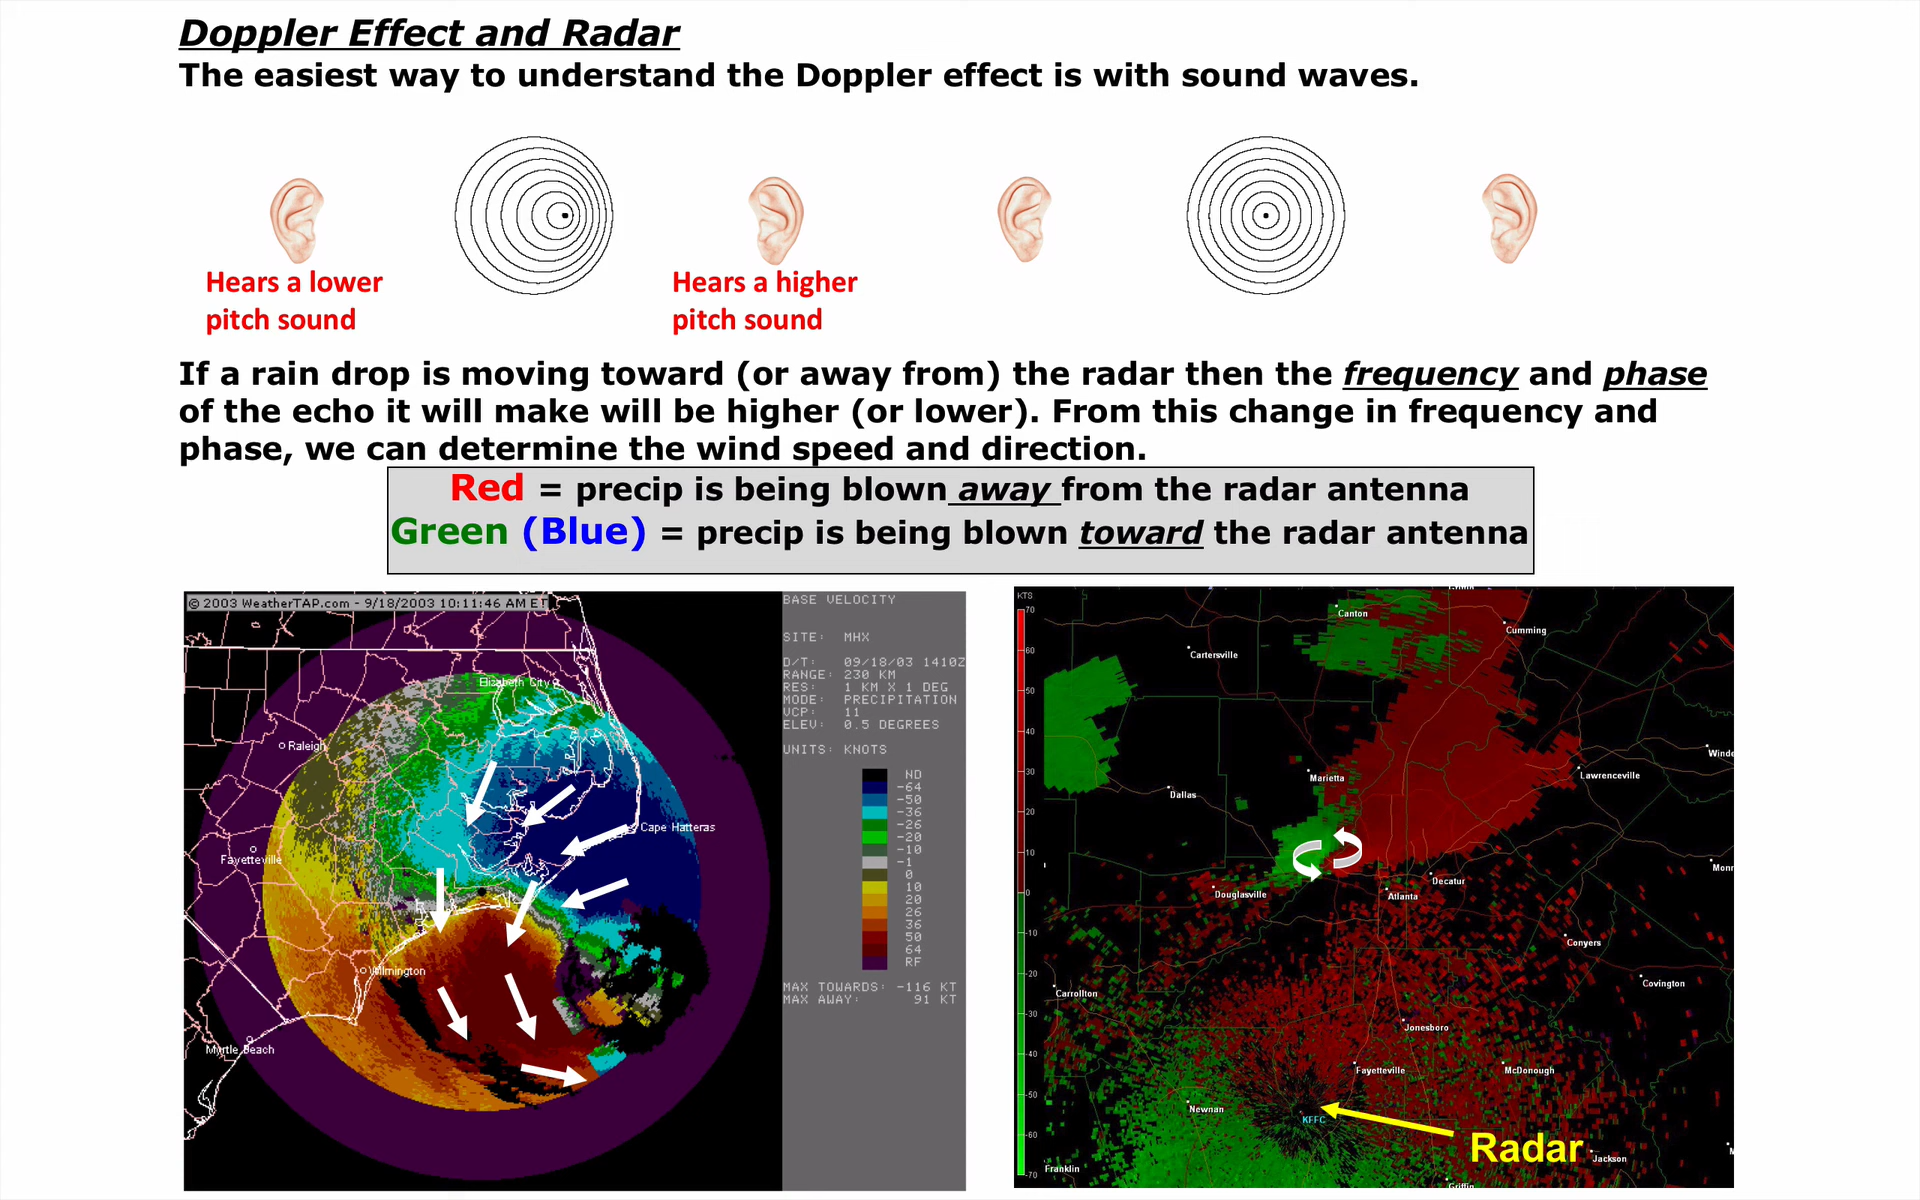 Doppler Effect and Radar
The easiest way to understand the Doppler effect is with sound waves.
Hears a lower
pitch sound
Hears a higher
pitch sound
If a rain drop is moving toward (or away from) the radar then the frequency and phase
of the echo it will make will be higher (or lower). From this change in frequency and
phase, we can determine the wind speed and direction.
Red = precip is being blown away from the radar antenna
Green (Blue) = precip is being blown toward the radar antenna
© 2003 WeatherTAP.com - 9/18/2003 10:11:46 AM ET
Elizabeth City
Raleigh
Cape Hatteras
Fayetteville
Wilmington
Myrtle Beach
BASE VELOCITY
SITE: MHX
D/T: 09/18/03 1410Z
RANGE: 230 KM
RES: 1 KM X 1 DEG
MODE: PRECIPITATION
VCP: 11
ELEV: 0.5 DEGREES
UNITS: KNOTS
ND
-64
-50
-36
-26
-20
-10
-1
0
10
20
26
36
50
64
RF
MAX TOWARDS: -116 KT
MAX AWAY: 91 KT
KTS
70
60
50
40
30
20
10
0
-10
-20
-30
-40
-50
-60
-70
Canton
Cumming
Cartersville
Winde
Lawrenceville
Marietta
Dallas
Monr
Decatur
Douglasville
Atlanta
Conyers
Covington
Carrollton
Jonesboro
Fayetteville
McDonough
Newnan
KFFC
Radar
Jackson
Franklin
Griffin